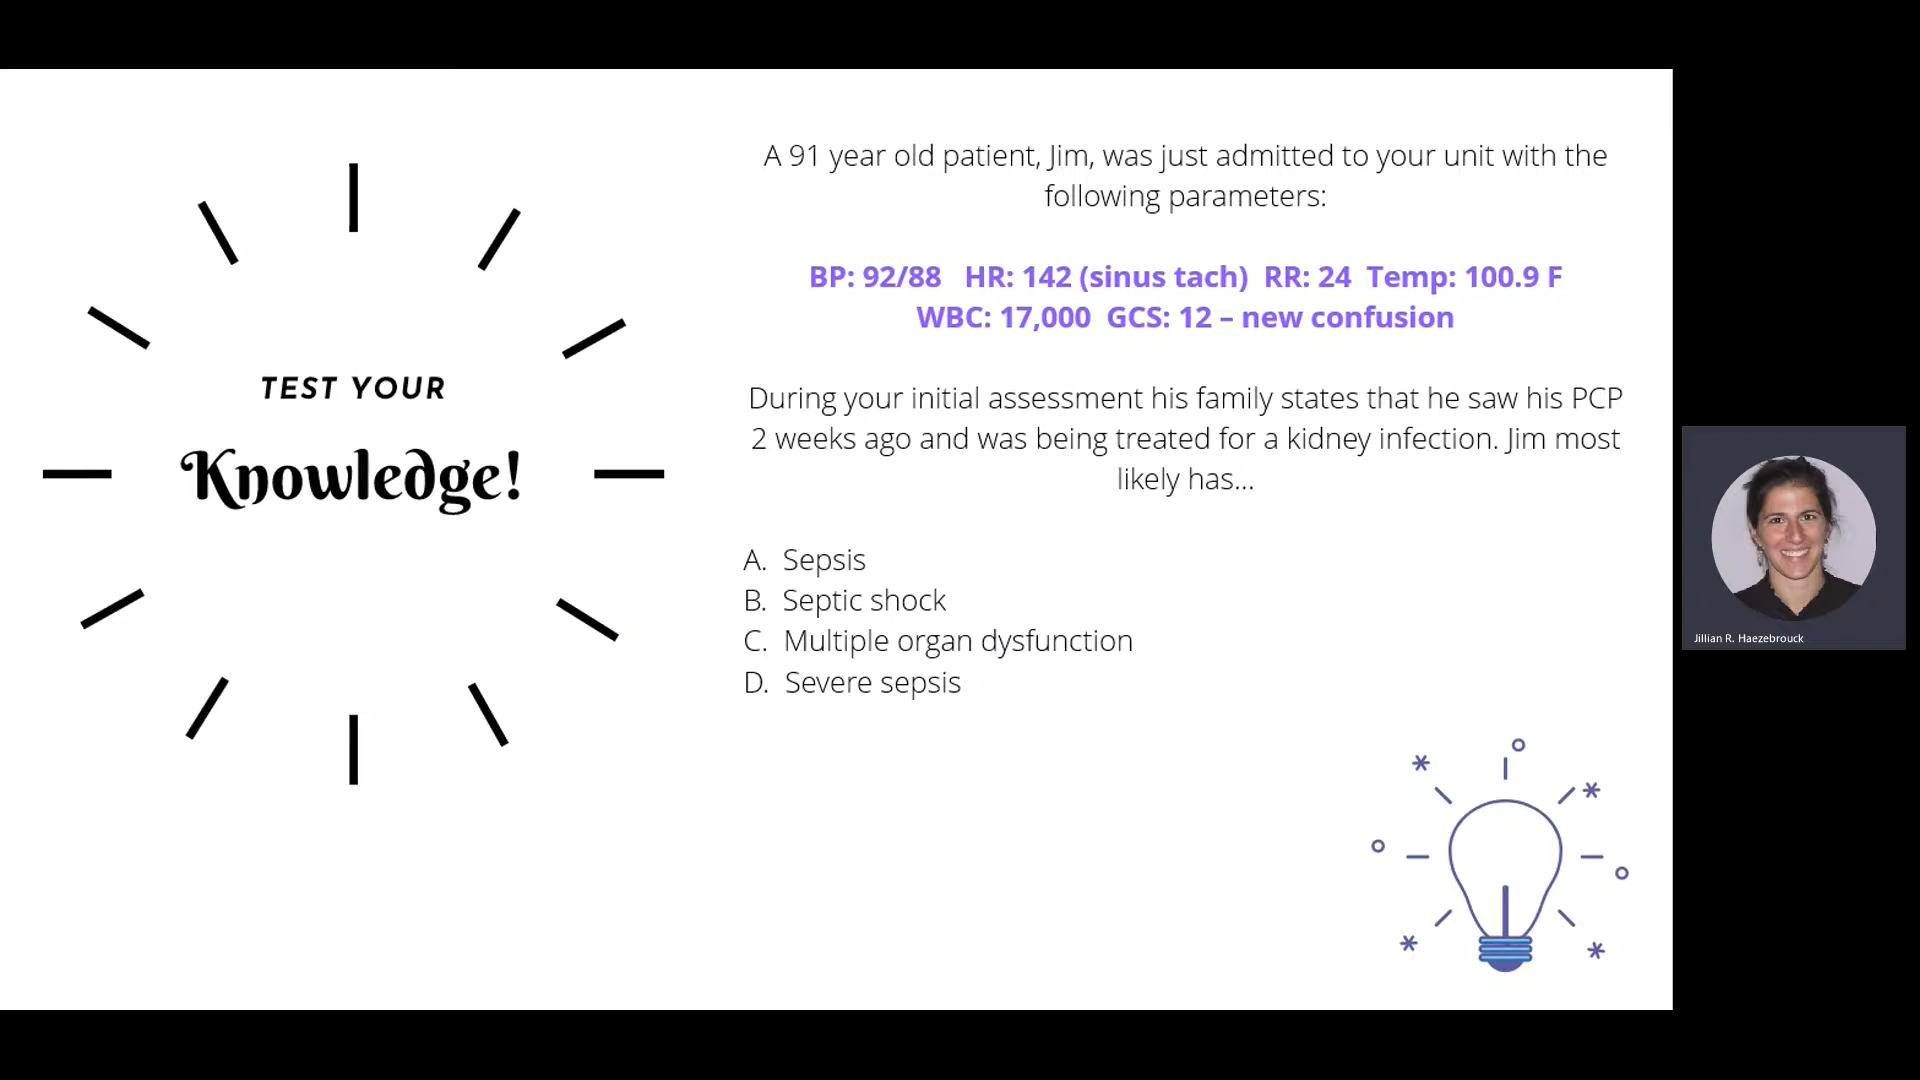 TEST YOUR
Knowledge!
A 91 year old patient, Jim, was just admitted to your unit with the
following parameters:
BP: 92/88 HR: 142 (sinus tach) RR: 24 Temp: 100.9 F
WBC: 17,000 GCS: 12 – new confusion
During your initial assessment his family states that he saw his PCP
2 weeks ago and was being treated for a kidney infection. Jim most
likely has...
A. Sepsis
B. Septic shock
C. Multiple organ dysfunction
D. Severe sepsis
Jillian R. Haezebrouck